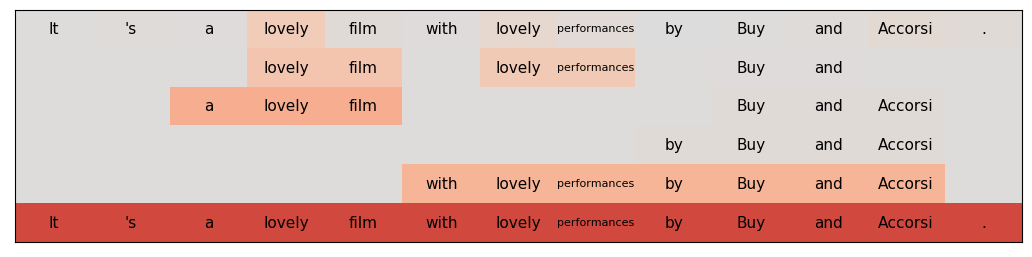 It 's a lovely film with lovely performances by Buy and Accorsi .
lovely film lovely performances Buy and
a lovely film Buy and Accorsi
by Buy and Accorsi
with lovely performances by Buy and Accorsi
It 's a lovely film with lovely performances by Buy and Accorsi .